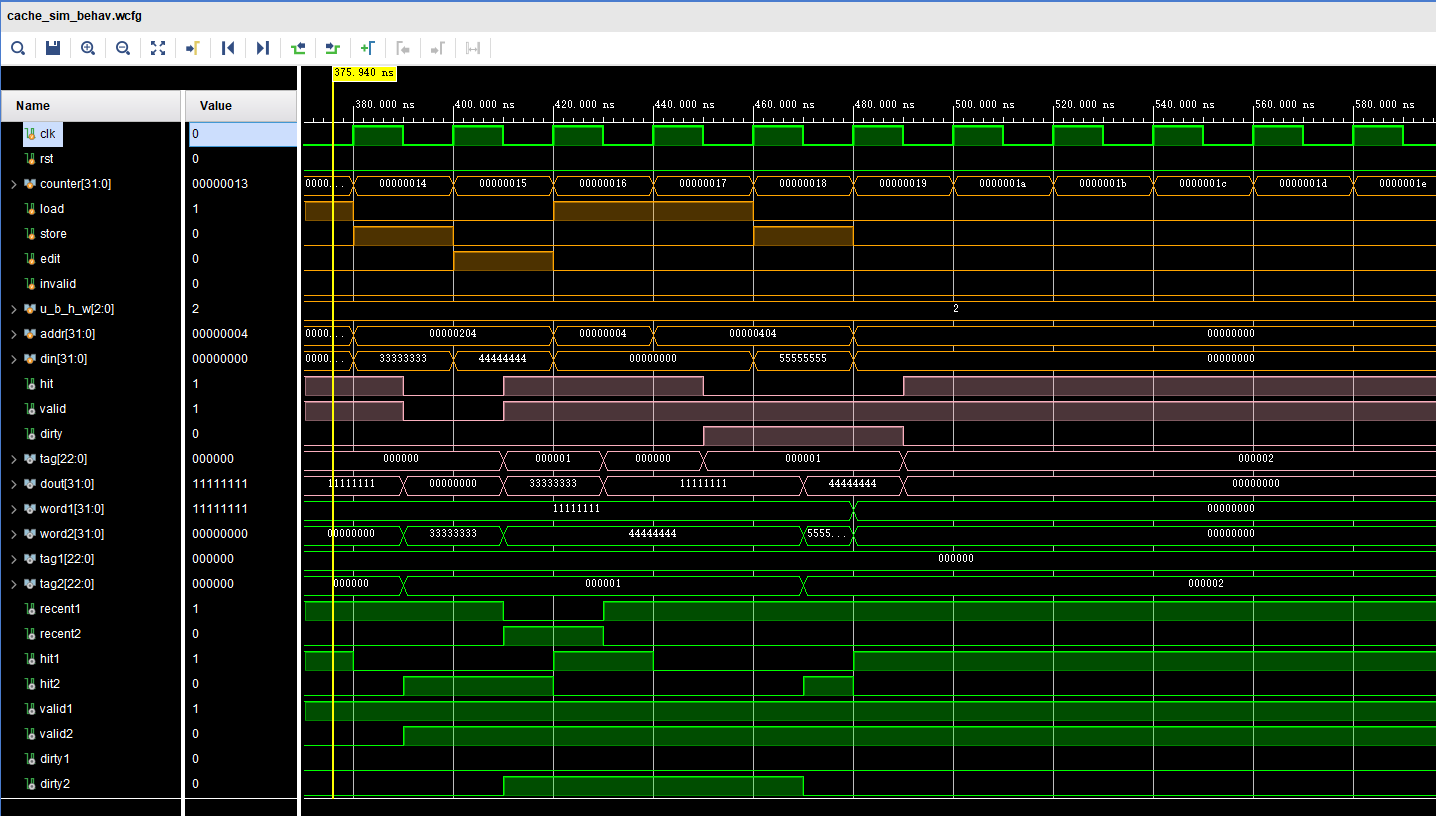 cache_sim_behav.wcfg
375.940 ns
Name Value
380.000 ns 400.000 ns 420.000 ns 440.000 ns 460.000 ns 480.000 ns 500.000 ns 520.000 ns 540.000 ns 560.000 ns 580.000 ns
clk 0
rst 0
counter[31:0] 00000013 0000... 00000014 00000015 00000016 00000017 00000018 00000019 0000001a 0000001b 0000001c 0000001d 0000001e
load 1
store 0
edit 0
invalid 0
u_b_h_w[2:0] 2 2
addr[31:0] 00000004 0000... 00000204 00000004 00000404 00000000
din[31:0] 00000000 0000... 33333333 44444444 00000000 55555555 00000000
hit 1
valid 1
dirty 0
tag[22:0] 000000 000000 000001 000000 000001 000002
dout[31:0] 11111111 11111111 00000000 33333333 11111111 44444444 00000000
word1[31:0] 11111111 11111111 00000000
word2[31:0] 00000000 00000000 33333333 44444444 5555... 00000000
tag1[22:0] 000000 000000
tag2[22:0] 000000 000000 000001 000002
recent1 1
recent2 0
hit1 1
hit2 0
valid1 1
valid2 0
dirty1 0
dirty2 0